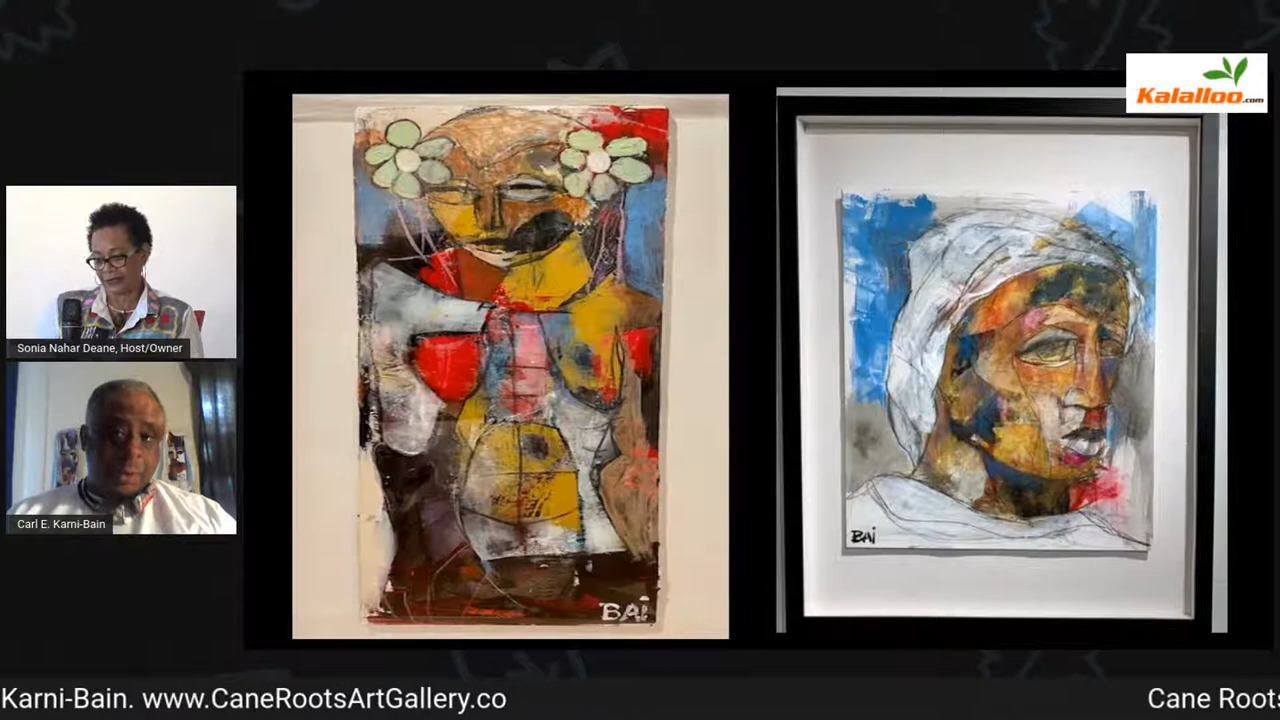 Kalalloo.com
Sonia Nahar Deane, Host/Owner
Carl E. Karni-Bain
BAi
BAi
Karni-Bain. www.CaneRootsArtGallery.co
Cane Roots